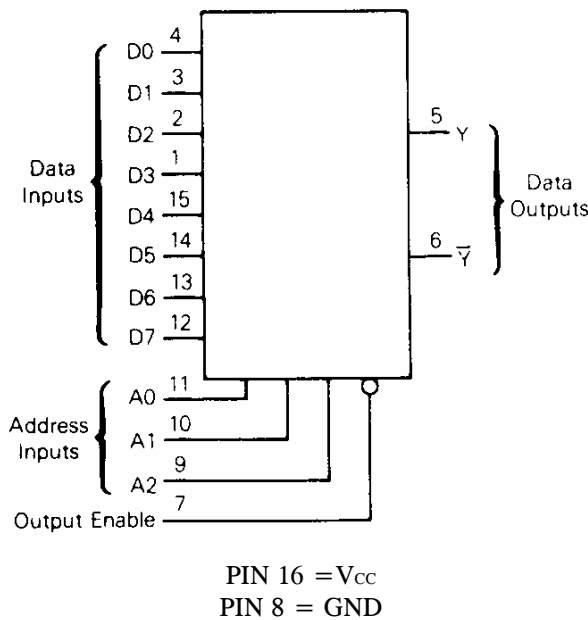 D0 4
D1 3
D2 2
D3 1
D4 15
D5 14
D6 13
D7 12
Data
Inputs
5 Y
6 Y̅
Data
Outputs
A0 11
A1 10
A2 9
Address
Inputs
Output Enable 7
PIN 16 =VCC
PIN 8 = GND